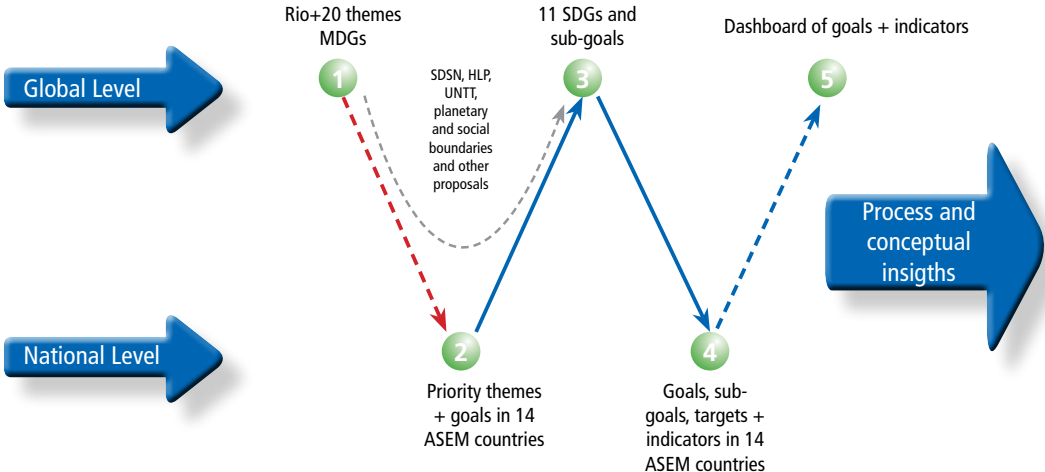 Rio+20 themes
MDGs
11 SDGs and
sub-goals
Dashboard of goals + indicators
Global Level
1
SDSN, HLP,
UNTT,
planetary
and social
boundaries
and other
proposals
3
5
Process and
conceptual
insigths
National Level
2
4
Priority themes
+ goals in 14
ASEM countries
Goals, sub-
goals, targets +
indicators in 14
ASEM countries